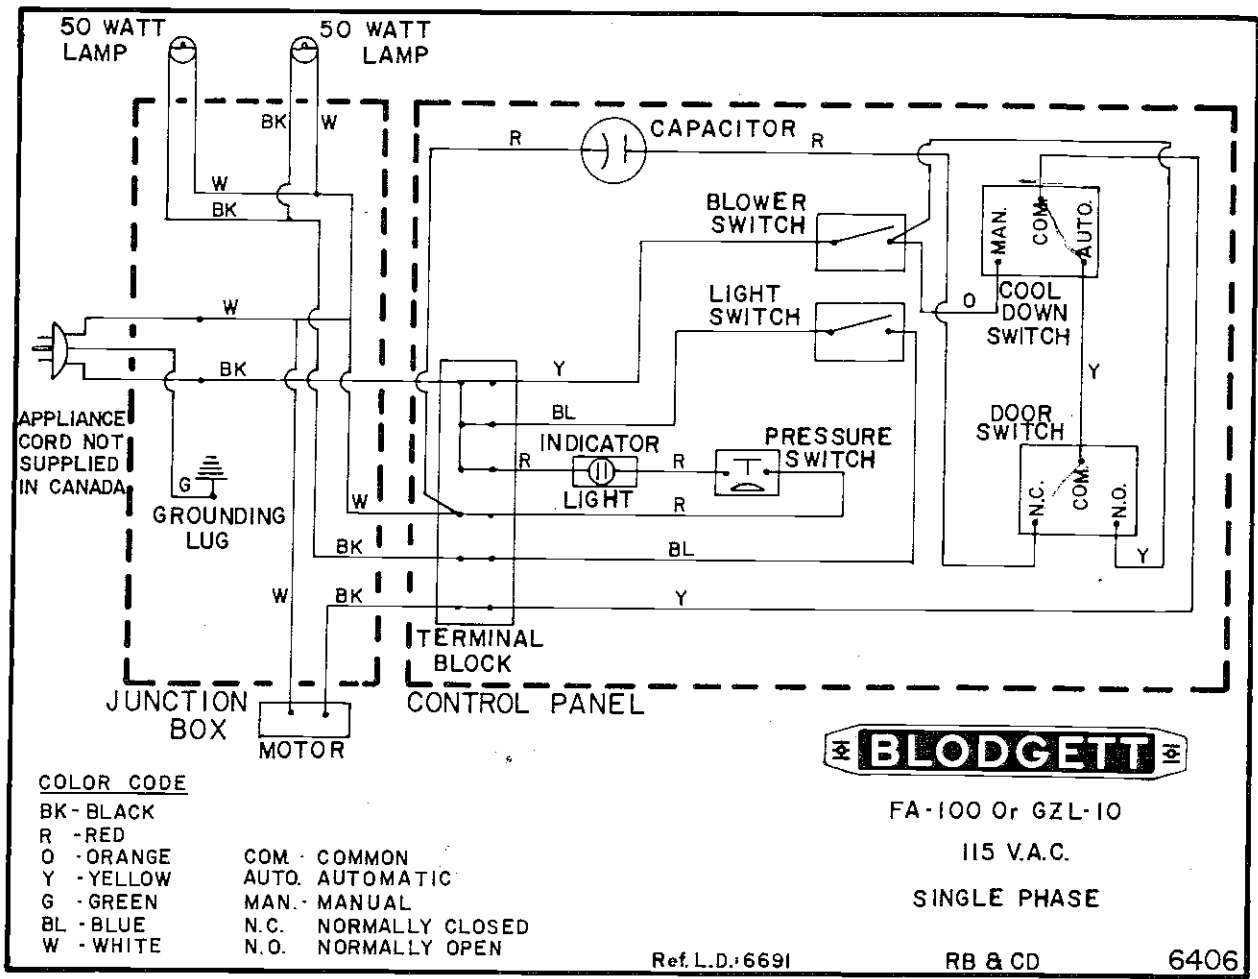 50 WATT
LAMP
50 WATT
LAMP
BK
W
R
CAPACITOR
R
W
BK
BLOWER
SWITCH
MAN.
COM.
AUTO.
LIGHT
SWITCH
O
COOL
DOWN
SWITCH
W
BK
Y
Y
APPLIANCE
CORD NOT
SUPPLIED
IN CANADA
BL
DOOR
SWITCH
INDICATOR
LIGHT
R
R
PRESSURE
SWITCH
N.C.
COM.
N.O.
G
GROUNDING
LUG
W
R
BK
BL
Y
W
BK
Y
TERMINAL
BLOCK
JUNCTION
BOX
CONTROL PANEL
MOTOR
BLODGETT
FA-100 Or GZL-10
115 V.A.C.
SINGLE PHASE
COLOR CODE
BK - BLACK
R - RED
O - ORANGE
Y - YELLOW
G - GREEN
BL - BLUE
W - WHITE
COM. - COMMON
AUTO. AUTOMATIC
MAN. - MANUAL
N.C. NORMALLY CLOSED
N.O. NORMALLY OPEN
Ref. L.D.: 6691
RB & CD
6406